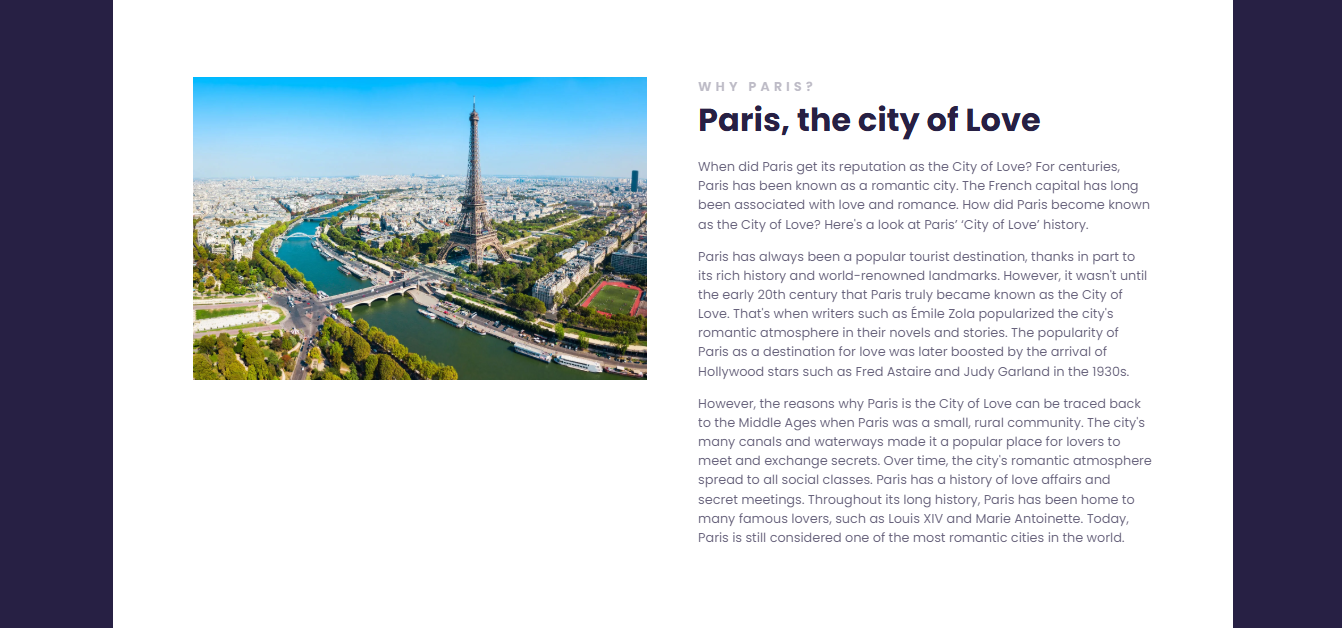 WHY PARIS?
Paris, the city of Love
When did Paris get its reputation as the City of Love? For centuries,
Paris has been known as a romantic city. The French capital has long
been associated with love and romance. How did Paris become known
as the City of Love? Here's a look at Paris’ ‘City of Love’ history.
Paris has always been a popular tourist destination, thanks in part to
its rich history and world-renowned landmarks. However, it wasn't until
the early 20th century that Paris truly became known as the City of
Love. That's when writers such as Émile Zola popularized the city's
romantic atmosphere in their novels and stories. The popularity of
Paris as a destination for love was later boosted by the arrival of
Hollywood stars such as Fred Astaire and Judy Garland in the 1930s.
However, the reasons why Paris is the City of Love can be traced back
to the Middle Ages when Paris was a small, rural community. The city's
many canals and waterways made it a popular place for lovers to
meet and exchange secrets. Over time, the city's romantic atmosphere
spread to all social classes. Paris has a history of love affairs and
secret meetings. Throughout its long history, Paris has been home to
many famous lovers, such as Louis XIV and Marie Antoinette. Today,
Paris is still considered one of the most romantic cities in the world.